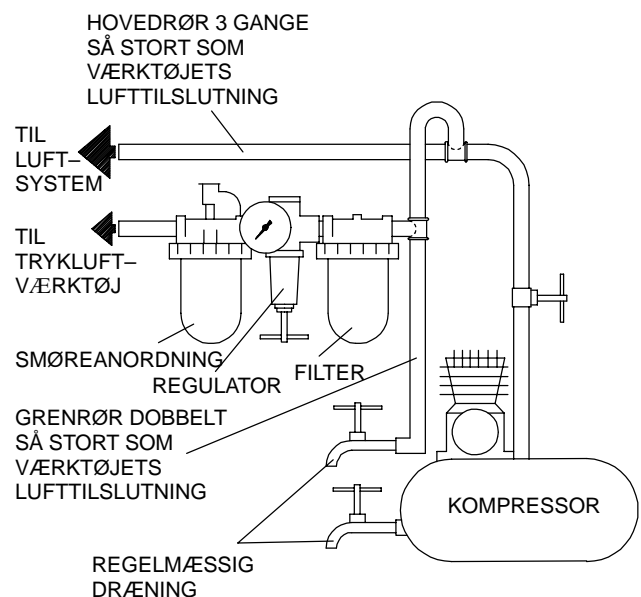 HOVEDRØR 3 GANGE
SÅ STORT SOM
VÆRKTØJETS
LUFTTILSLUTNING
TIL
LUFT–
SYSTEM
TIL
TRYKLUFT–
VÆRKTØJ
SMØREANORDNING
REGULATOR
FILTER
GRENRØR DOBBELT
SÅ STORT SOM
VÆRKTØJETS
LUFTTILSLUTNING
KOMPRESSOR
REGELMÆSSIG
DRÆNING